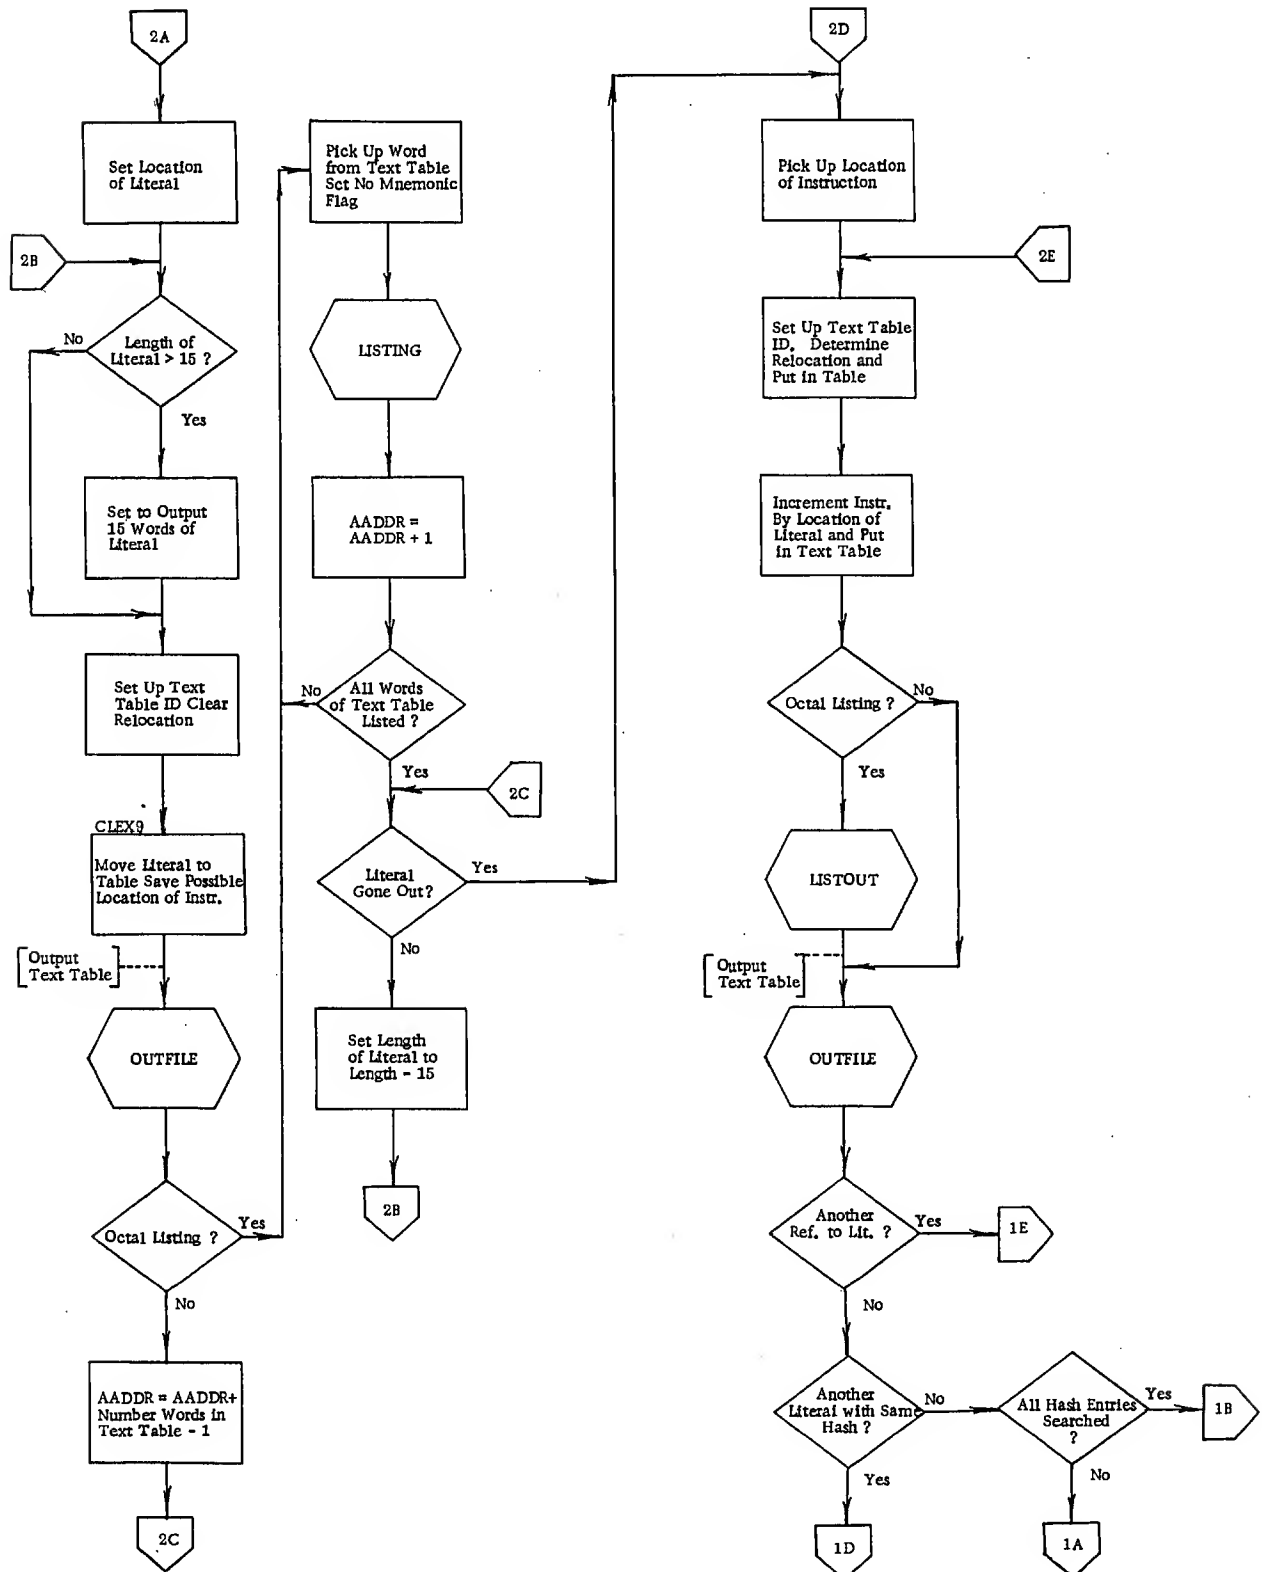 2A
Set Location
of Literal
2B
Length of
Literal > 15 ?
No
Yes
Set to Output
15 Words of
Literal
Set Up Text
Table ID Clear
Relocation
CLEX9
Move Literal to
Table Save Possible
Location of Instr.
Output
Text Table
OUTFILE
Octal Listing ?
Yes
No
AADDR = AADDR+
Number Words in
Text Table - 1
2C
Pick Up Word
from Text Table
Set No Mnemonic
Flag
LISTING
AADDR =
AADDR + 1
All Words
of Text Table
Listed ?
No
Yes
2C
Literal
Gone Out?
Yes
No
Set Length
of Literal to
Length - 15
2B
2D
Pick Up Location
of Instruction
2E
Set Up Text Table
ID. Determine
Relocation and
Put in Table
Increment Instr.
By Location of
Literal and Put
in Text Table
Octal Listing ?
No
Yes
LISTOUT
Output
Text Table
OUTFILE
Another
Ref. to Lit. ?
Yes
1E
No
Another
Literal with Same
Hash ?
No
Yes
1D
All Hash Entries
Searched
?
Yes
1B
No
1A